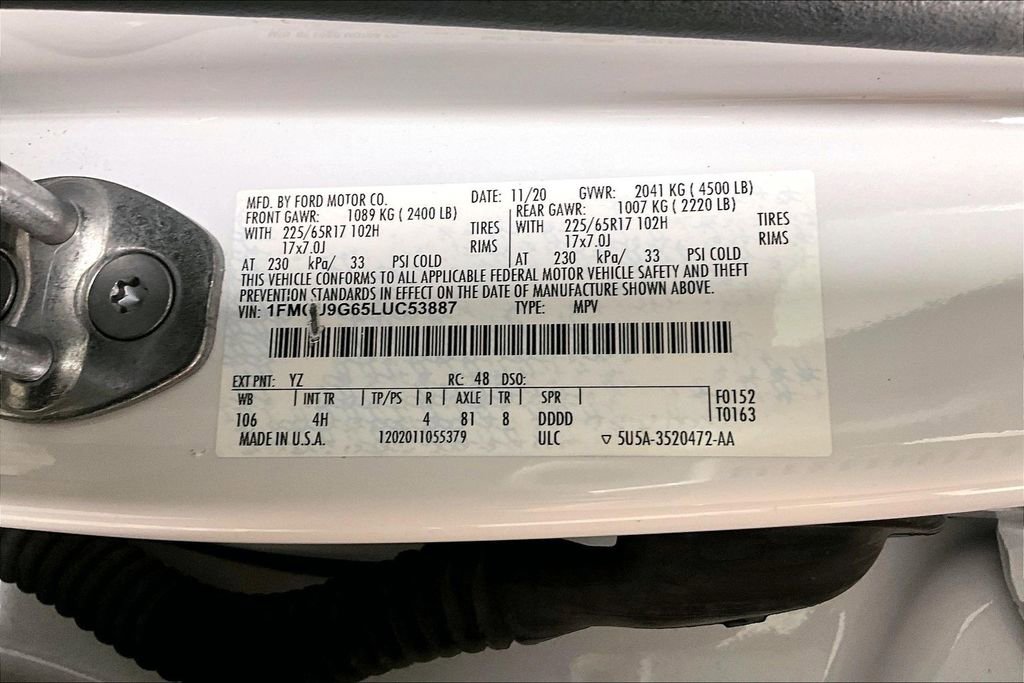 MFD. BY FORD MOTOR CO. DATE: 11/20 GVWR: 2041 KG ( 4500 LB)
FRONT GAWR: 1089 KG ( 2400 LB) REAR GAWR: 1007 KG ( 2220 LB)
WITH 225/65R17 102H TIRES WITH 225/65R17 102H TIRES
17x7.0J RIMS 17x7.0J RIMS
AT 230 kPa/ 33 PSI COLD AT 230 kPa/ 33 PSI COLD
THIS VEHICLE CONFORMS TO ALL APPLICABLE FEDERAL MOTOR VEHICLE SAFETY AND THEFT
PREVENTION STANDARDS IN EFFECT ON THE DATE OF MANUFACTURE SHOWN ABOVE.
VIN: TYPE: MPV
EXT PNT: YZ RC: 48 DSO:
WB INT TR TP/PS R AXLE TR SPR F0152
106 4H 4 81 8 DDDD T0163
MADE IN U.S.A. 1202011055379 ULC ▽ 5U5A-3520472-AA